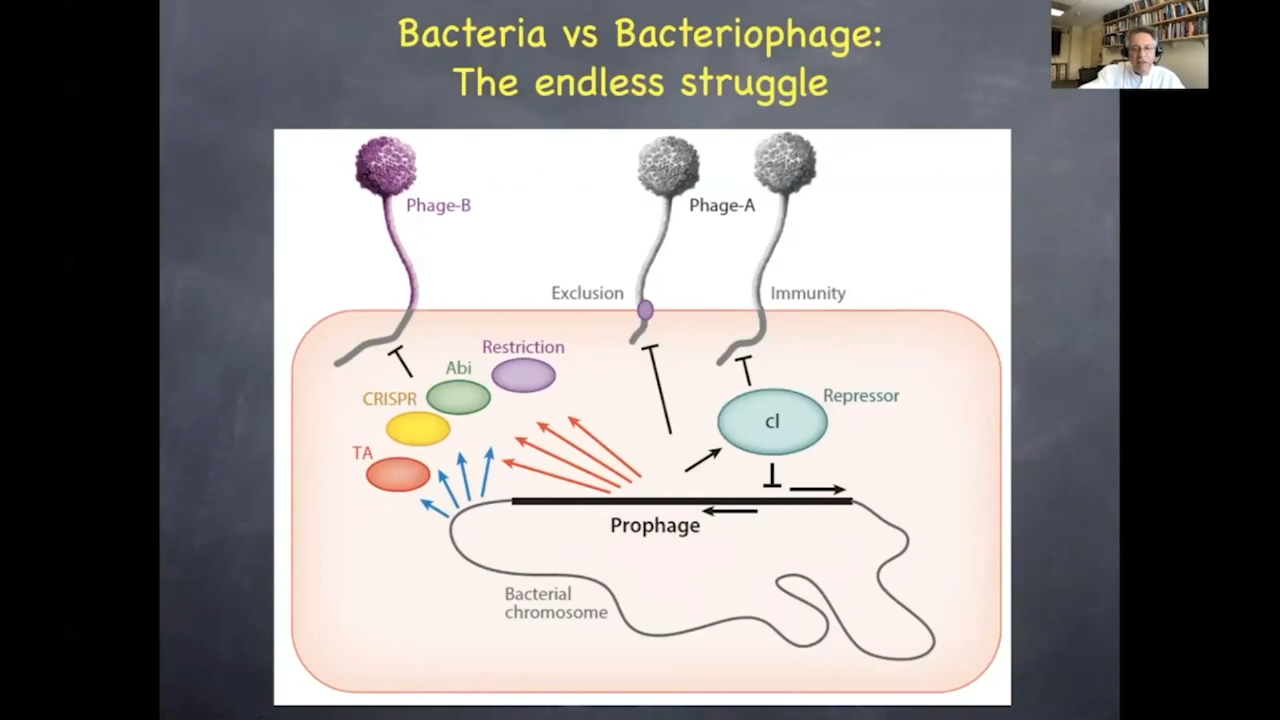 Bacteria vs Bacteriophage:
The endless struggle
Phage-B
Phage-A
Exclusion
Immunity
Restriction
Abi
CRISPR
TA
Repressor
cI
Prophage
Bacterial
chromosome